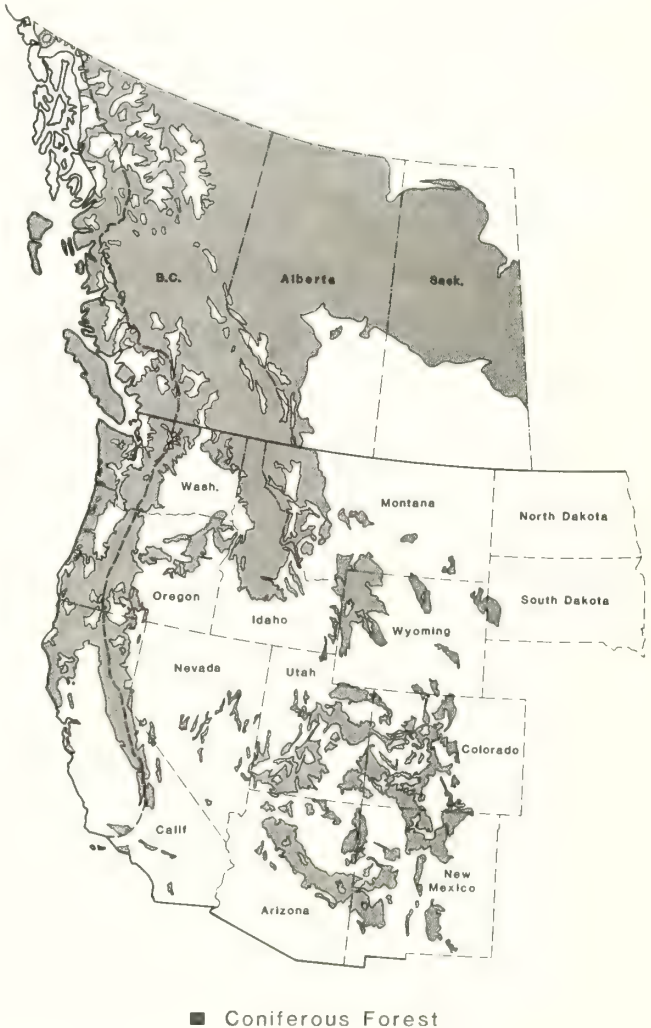 B.C.
Alberta
Sask.
Wash.
Montana
North Dakota
Oregon
Idaho
South Dakota
Wyoming
Nevada
Utah
Colorado
Calif
New
Mexico
Arizona
Coniferous Forest